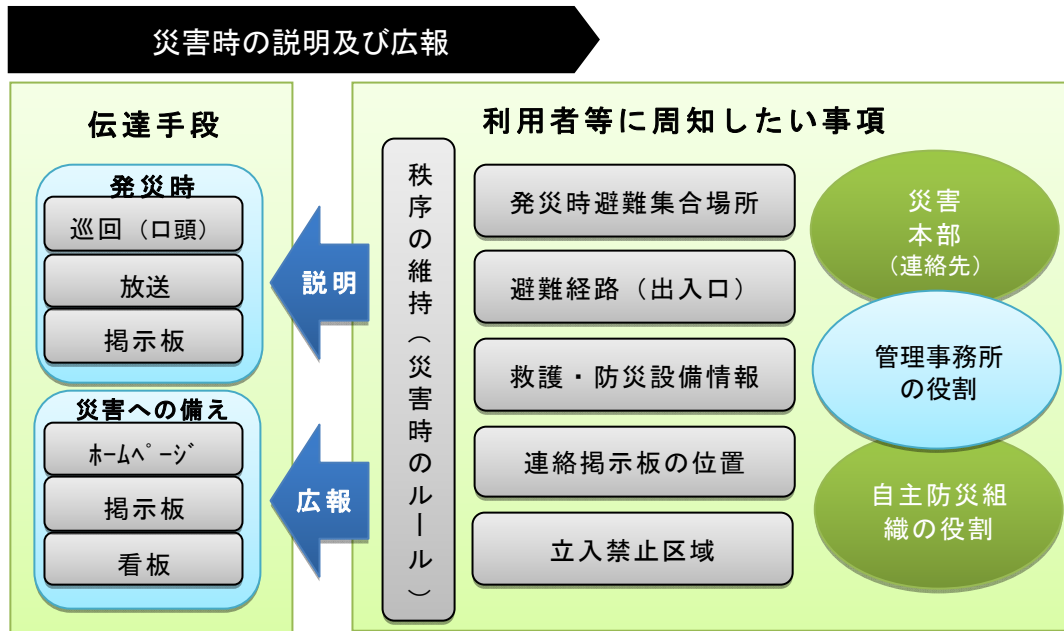 災害時の説明及び広報
伝達手段
発災時
巡回（口頭）
放送
掲示板
災害への備え
ﾎｰﾑﾍﾟｰｼﾞ
掲示板
看板
説明
広報
利用者等に周知したい事項
秩序の維持（災害時のルール）
発災時避難集合場所
避難経路（出入口）
救護・防災設備情報
連絡掲示板の位置
立入禁止区域
災害
本部
（連絡先）
管理事務所
の役割
自主防災組
織の役割